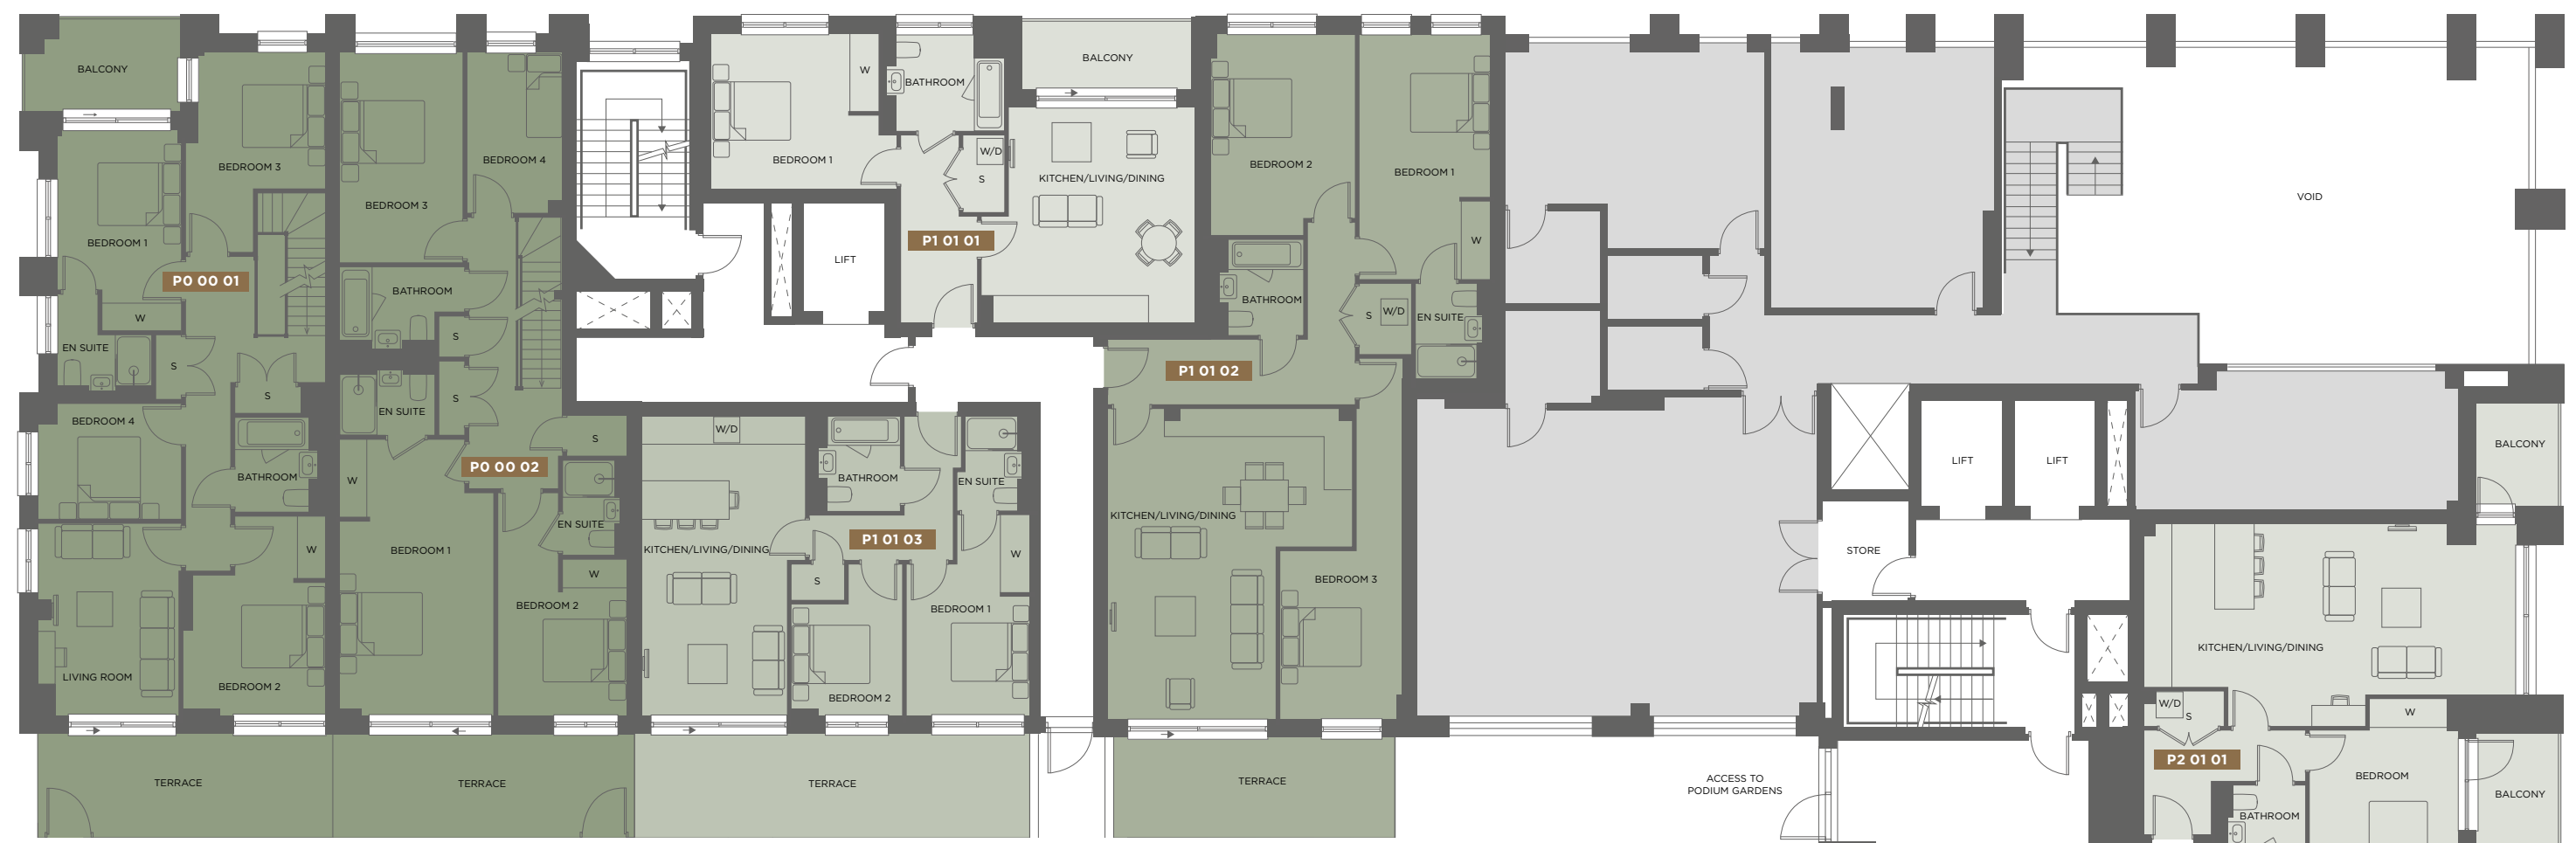 BALCONY
BEDROOM 3
BEDROOM 1
P0 00 01
W
EN SUITE
S
S
BEDROOM 4
BATHROOM
W
LIVING ROOM
BEDROOM 2
TERRACE
BEDROOM 3
BEDROOM 4
BATHROOM
S
S
EN SUITE
S
P0 00 02
W
EN SUITE
BEDROOM 1
W
BEDROOM 2
TERRACE
LIFT
BEDROOM 1
W
BATHROOM
W/D
S
P1 01 01
BALCONY
KITCHEN/LIVING/DINING
W/D
BATHROOM
EN SUITE
P1 01 03
KITCHEN/LIVING/DINING
W
S
BEDROOM 1
BEDROOM 2
TERRACE
BEDROOM 2
BEDROOM 1
W
BATHROOM
S
W/D
EN SUITE
P1 01 02
KITCHEN/LIVING/DINING
BEDROOM 3
TERRACE
VOID
LIFT
LIFT
STORE
ACCESS TO
PODIUM GARDENS
BALCONY
KITCHEN/LIVING/DINING
W/D
S
W
P2 01 01
BEDROOM
BALCONY
BATHROOM